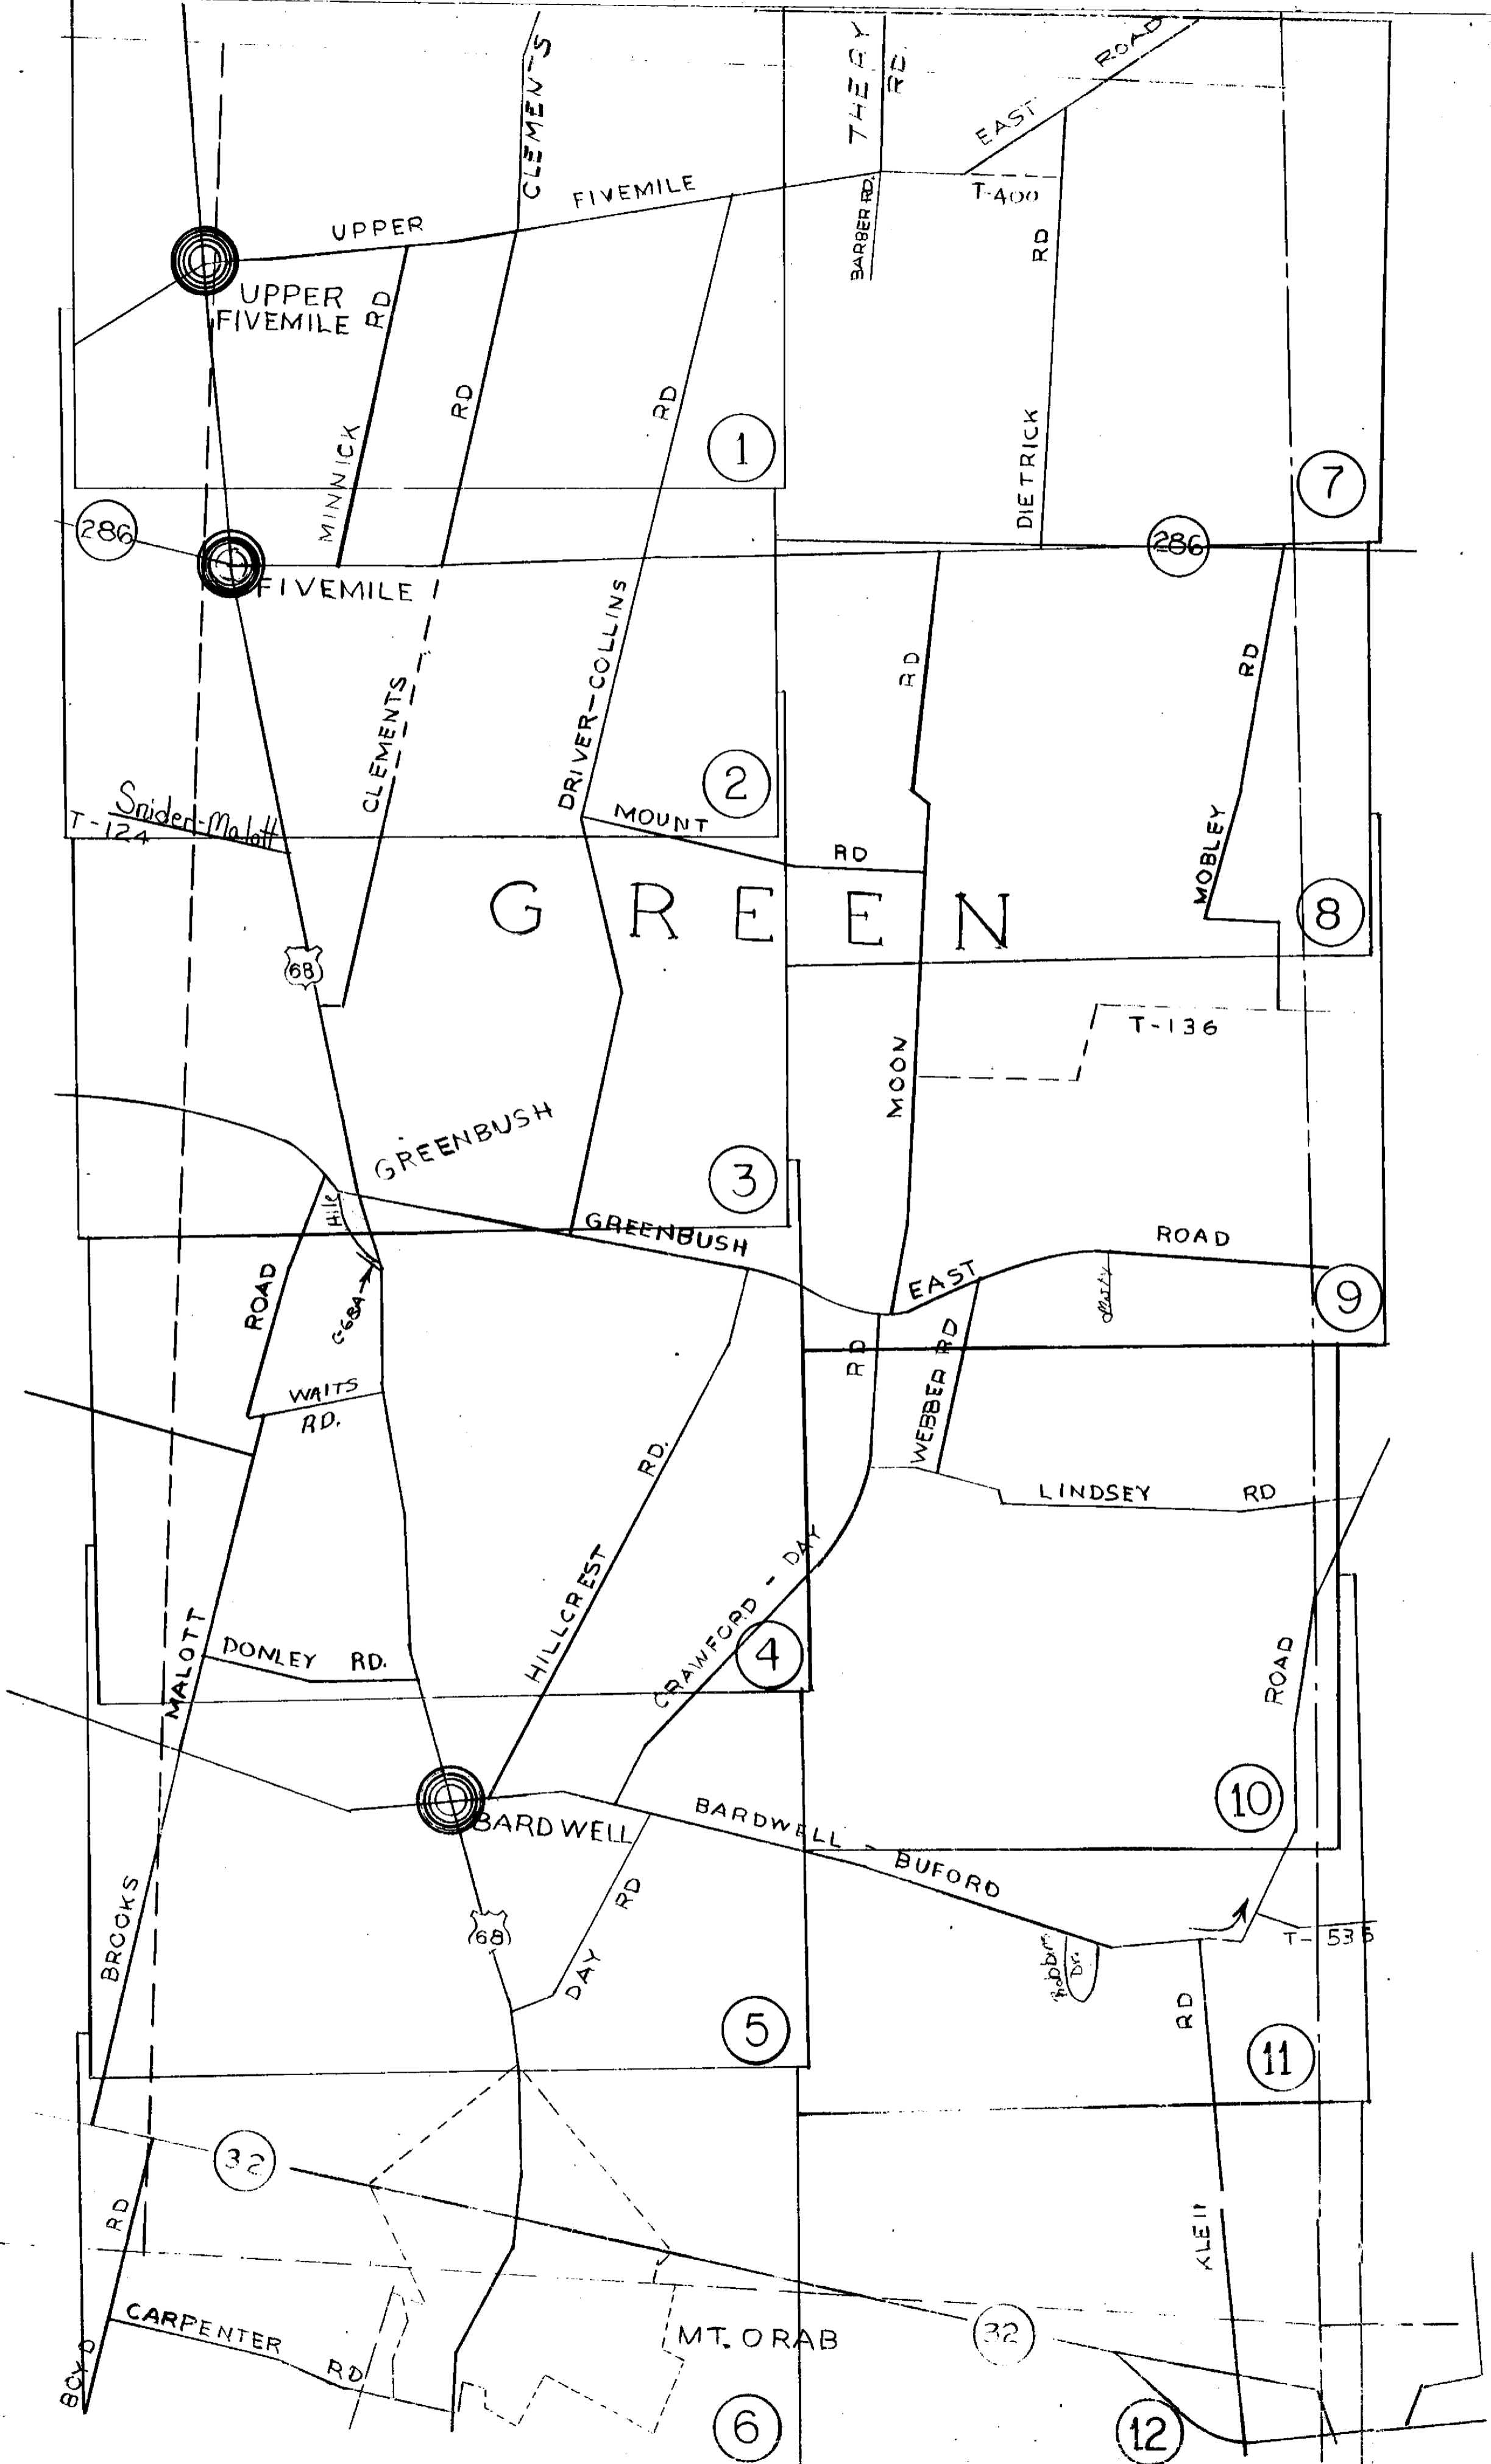 CLEMENTS
THERY
RD.
EAST
ROAD
UPPER
FIVEMILE
BARBER RD.
T-400
UPPER
FIVEMILE
RD
MINNICK
RD
RD
RD
DIETRICK
1
7
286
286
FIVEMILE
CLEMENTS
DRIVER-COLLINS
RD
RD
2
Snider-Malott
T-124
MOUNT
RD
MOBLEY
8
GREEN
68
MOON
T-136
GREENBUSH
3
Hile
GREENBUSH
EAST
ROAD
9
ROAD
C-68A
WAITS
RD.
RD
WEBBER RD
RD.
LINDSEY RD
HILLCREST
CRAWFORD - DAY
4
MALOTT
DONLEY RD.
ROAD
10
BARDWELL
BARDWELL - BUFORD
BROOKS
68
RD
DAY
T-535
Dr.
5
RD
11
32
RD
CARPENTER
RD
BOYD
MT. ORAB
32
6
12